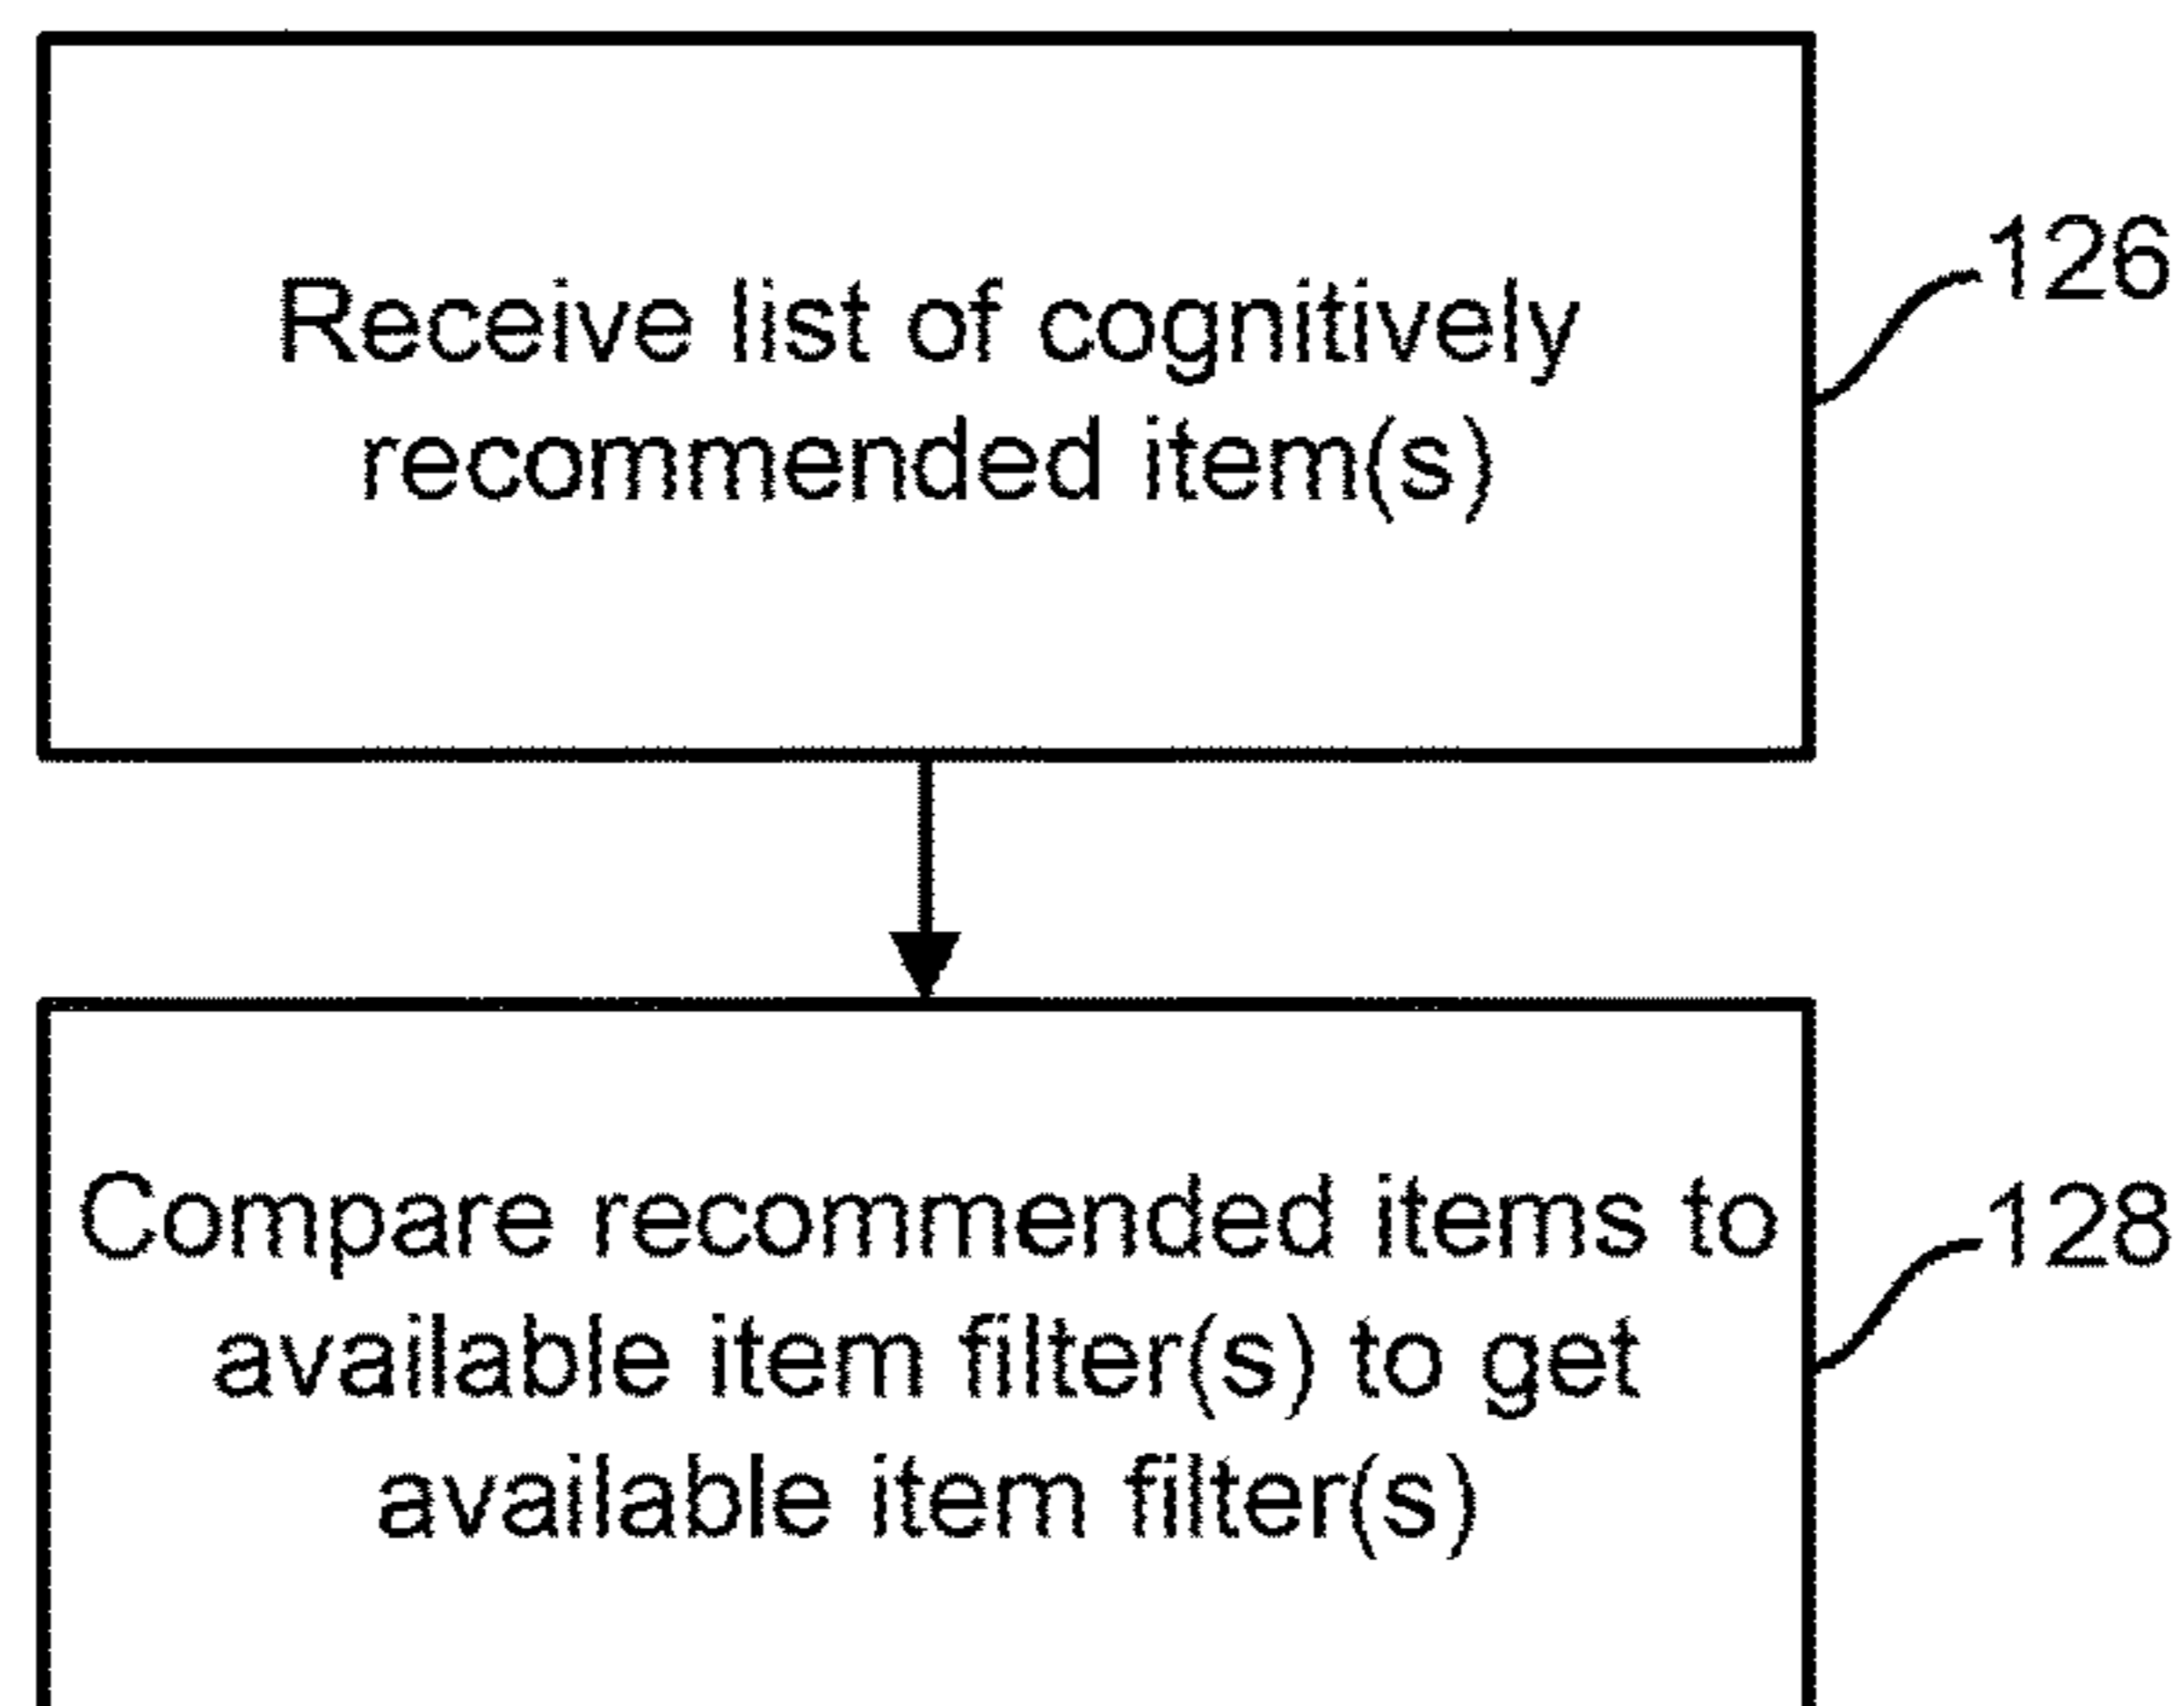 Receive list of cognitively
recommended item(s)
126
Compare recommended items to
available item filter(s) to get
available item filter(s)
128